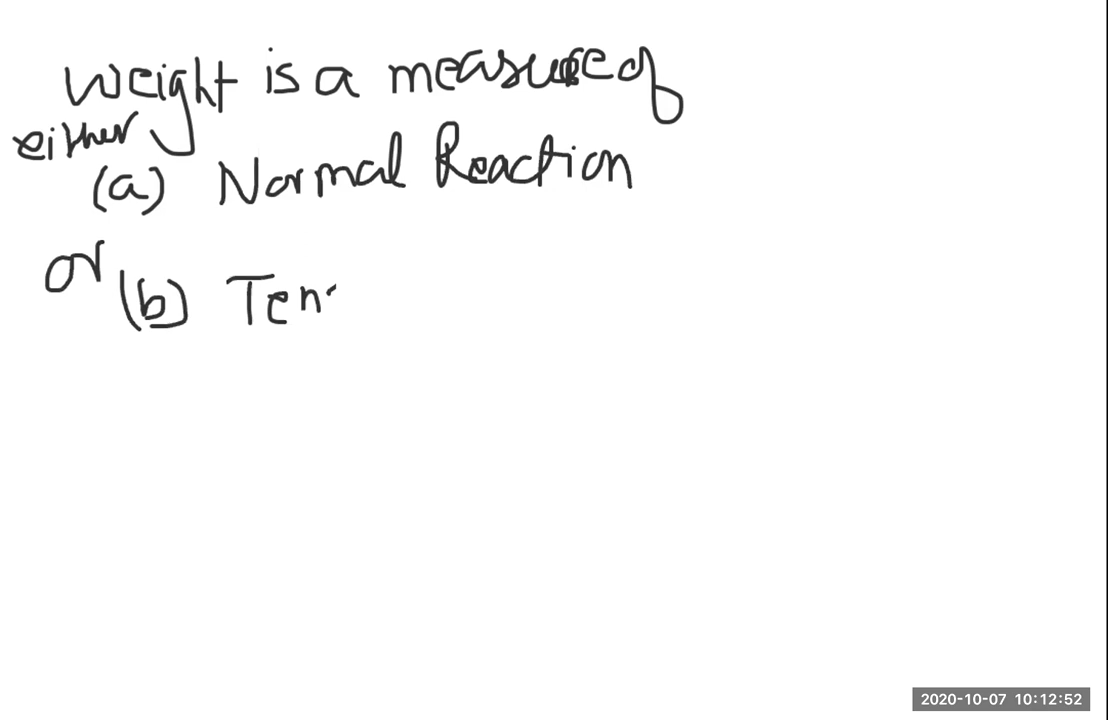 Weight is a measure of
either
(a) Normal Reaction
or
(b) Ten
2020-10-07 10:12:52